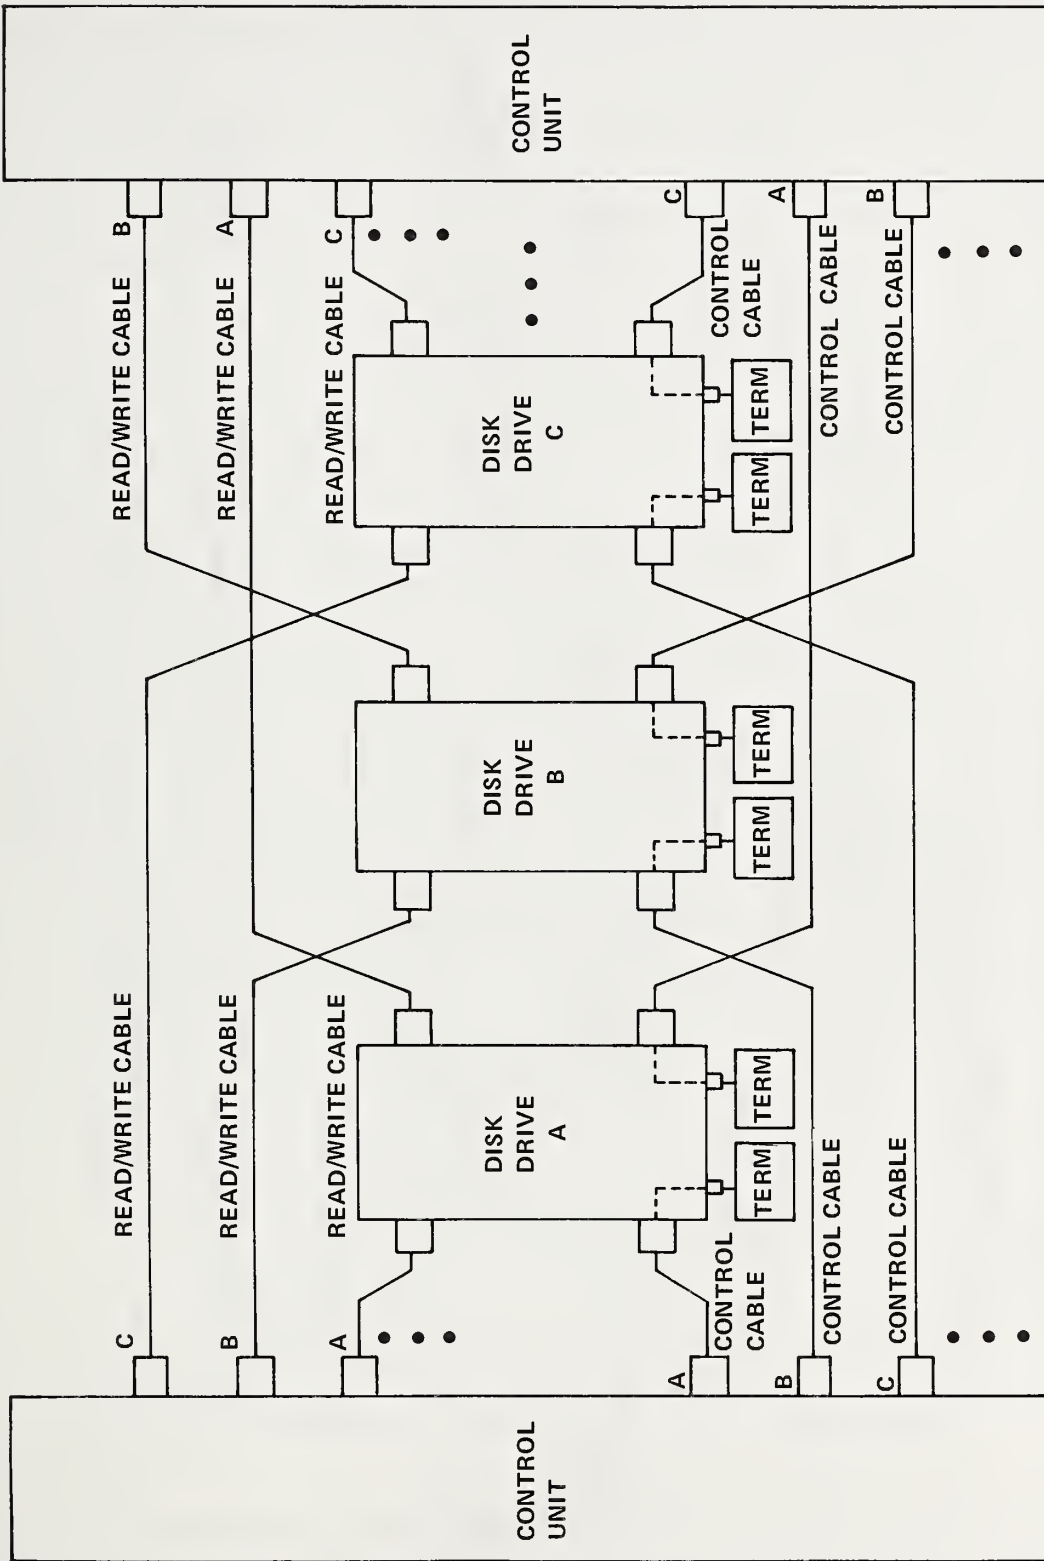 C
READ/WRITE CABLE
READ/WRITE CABLE
B
B
READ/WRITE CABLE
READ/WRITE CABLE
A
A
READ/WRITE CABLE
READ/WRITE CABLE
C
CONTROL
UNIT
DISK
DRIVE
A
DISK
DRIVE
B
DISK
DRIVE
C
CONTROL
UNIT
A
CONTROL
CABLE
TERM
TERM
TERM
TERM
TERM
TERM
CONTROL
CABLE
C
B
CONTROL CABLE
CONTROL CABLE
A
C
CONTROL CABLE
CONTROL CABLE
B